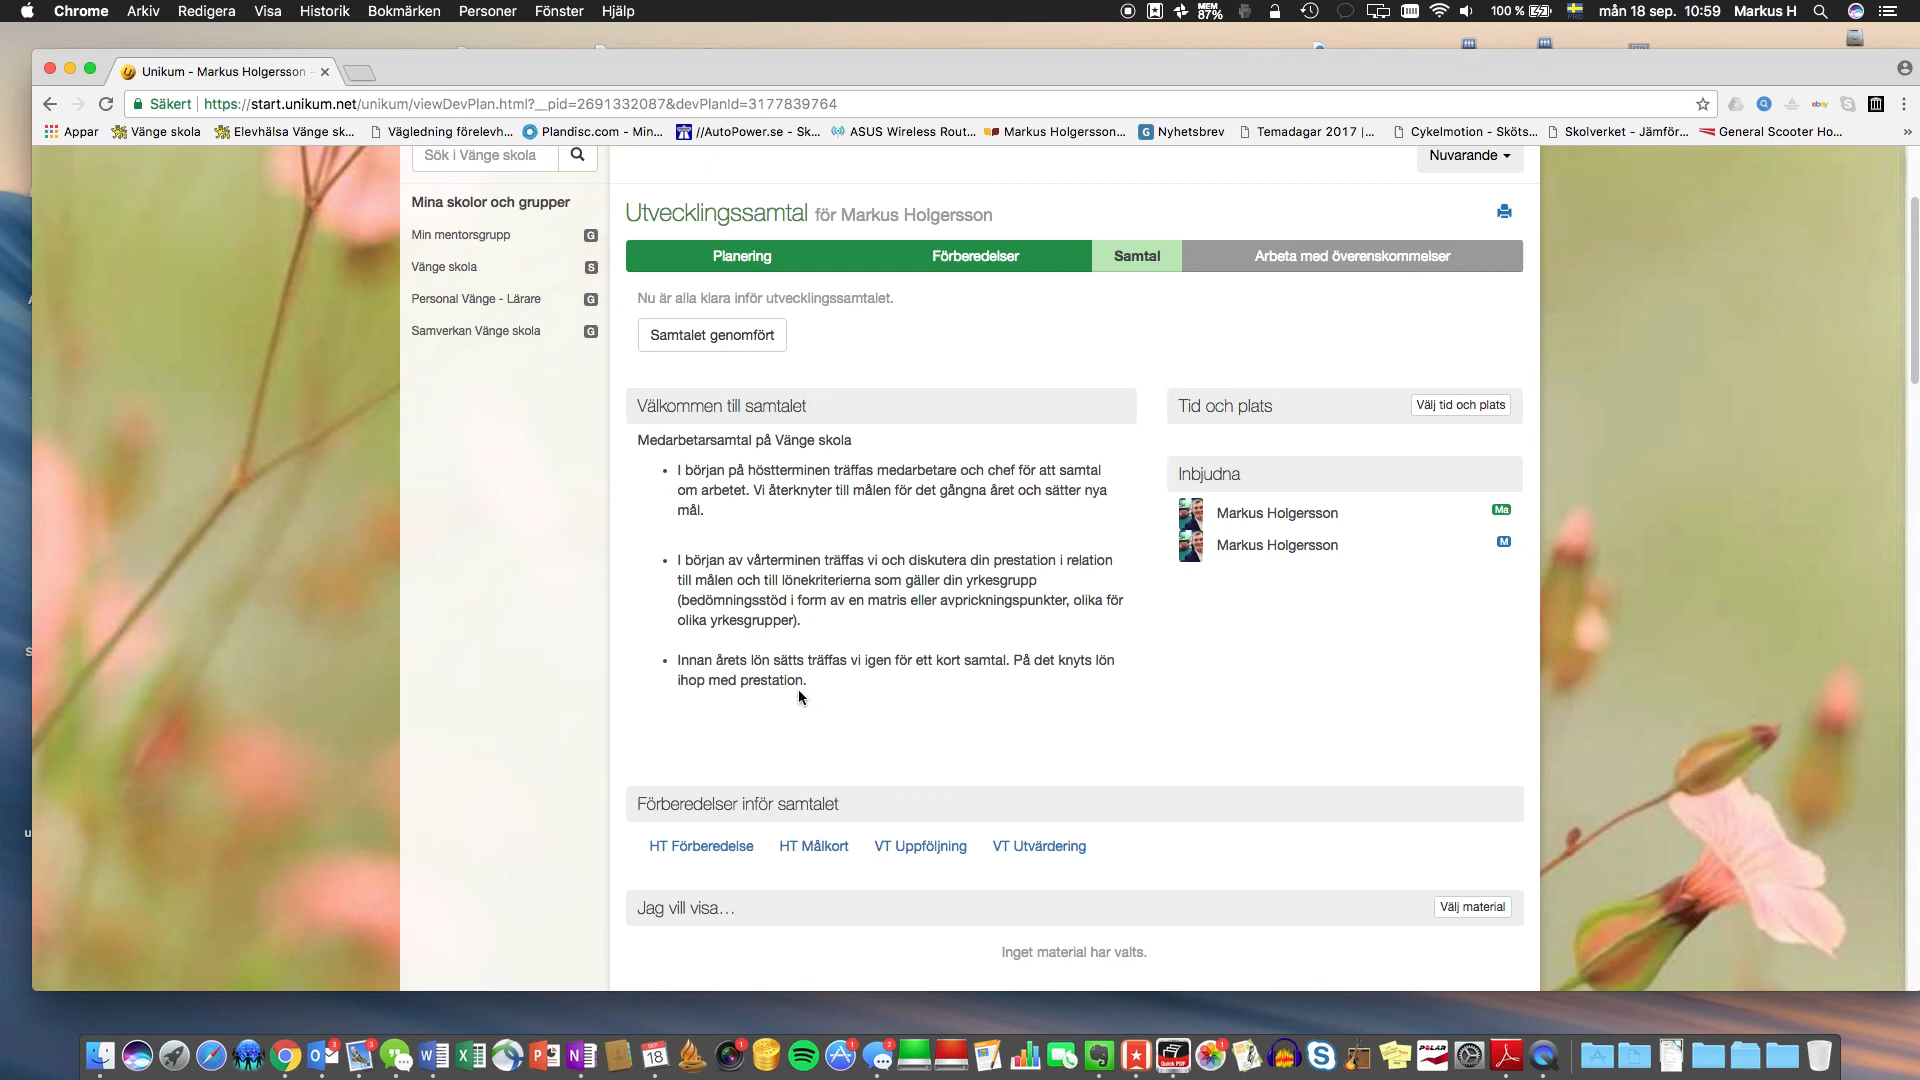 Chrome Arkiv Redigera Visa Historik Bokmärken Personer Fönster Hjälp
MEM 87% 100 % mån 18 sep. 10:59 Markus H
Unikum - Markus Holgersson
Säkert https://start.unikum.net/unikum/viewDevPlan.html?__pid=2691332087&devPlanId=3177839764
Appar Vänge skola Elevhälsa Vänge sk... Vägledning förelevh... Plandisc.com - Min... //AutoPower.se - Sk... ASUS Wireless Rout... Markus Holgersson... Nyhetsbrev Temadagar 2017 |... Cykelmotion - Sköts... Skolverket - Jämför... General Scooter Ho... »
Sök i Vänge skola
Nuvarande
Mina skolor och grupper
Min mentorsgrupp G
Vänge skola S
Personal Vänge - Lärare G
Samverkan Vänge skola G
Utvecklingssamtal för Markus Holgersson
Planering Förberedelser Samtal Arbeta med överenskommelser
Nu är alla klara inför utvecklingssamtalet.
Samtalet genomfört
Välkommen till samtalet
Medarbetarsamtal på Vänge skola
• I början på höstterminen träffas medarbetare och chef för att samtal
om arbetet. Vi återknyter till målen för det gångna året och sätter nya
mål.
• I början av vårterminen träffas vi och diskutera din prestation i relation
till målen och till lönekriterierna som gäller din yrkesgrupp
(bedömningsstöd i form av en matris eller avprickningspunkter, olika för
olika yrkesgrupper).
• Innan årets lön sätts träffas vi igen för ett kort samtal. På det knyts lön
ihop med prestation.
Tid och plats Välj tid och plats
Inbjudna
Markus Holgersson Ma
Markus Holgersson M
Förberedelser inför samtalet
HT Förberedelse HT Målkort VT Uppföljning VT Utvärdering
Jag vill visa... Välj material
Inget material har valts.